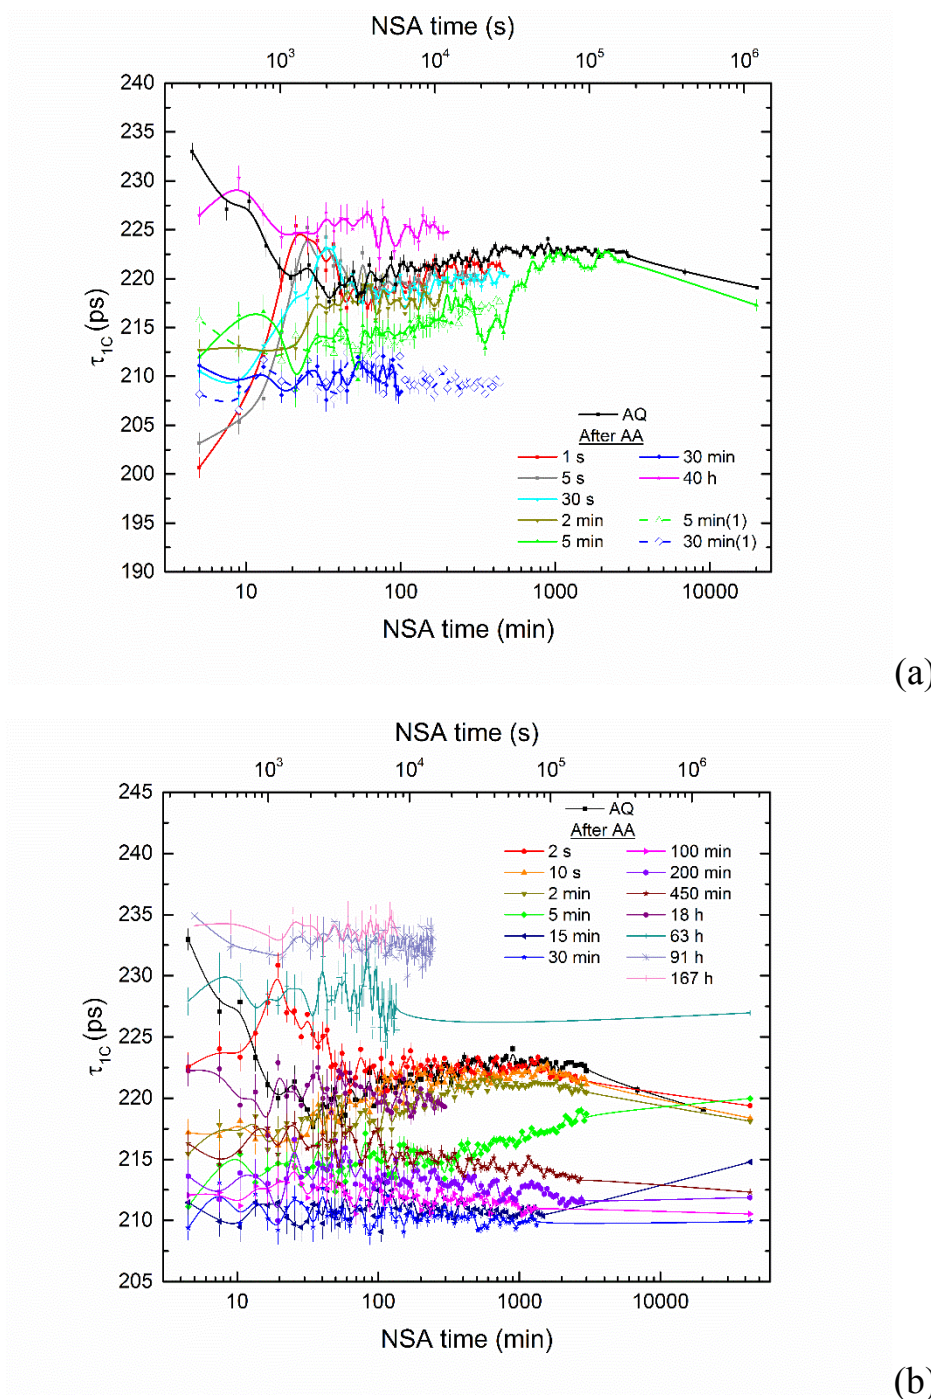 NSA time (s)
10³ 10⁴ 10⁵ 10⁶
240
235
230
225
220
215
210
205
200
195
190
τ1C (ps)
AQ
After AA
1 s 30 min
5 s 40 h
30 s
2 min 5 min(1)
5 min 30 min(1)
10 100 1000 10000
NSA time (min)
(a)
NSA time (s)
10³ 10⁴ 10⁵ 10⁶
245
240
235
230
225
220
215
210
205
τ1C (ps)
AQ
After AA
2 s 100 min
10 s 200 min
2 min 450 min
5 min 18 h
15 min 63 h
30 min 91 h
167 h
10 100 1000 10000
NSA time (min)
(b)